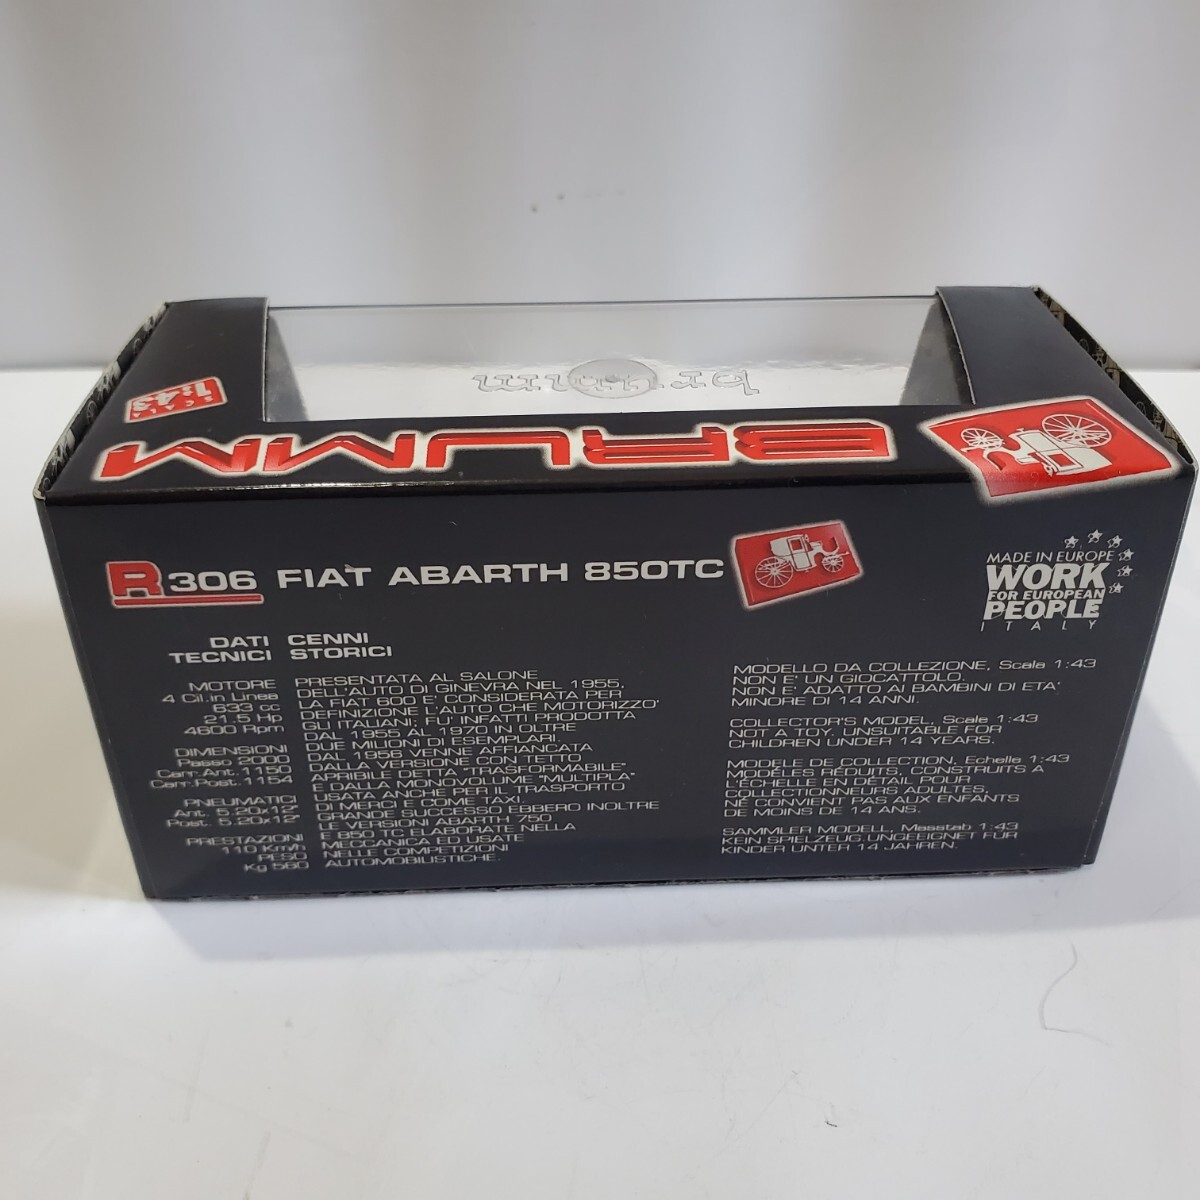 brumm
SCALA
1:43
BRUMM
R306 FIAT ABARTH 850TC
MADE IN EUROPE
WORK
FOR EUROPEAN
PEOPLE
ITALY
DATI
TECNICI
MOTORE
4 Cil. in Linea
633 cc
21.5 Hp
4600 Rpm
DIMENSIONI
Passo 2000
Carr. Ant. 1150
Carr. Post. 1154
PNEUMATICI
Ant. 5.20x12"
Post. 5.20x12"
PRESTAZIONI
110 Km/h
PESO
Kg 560
CENNI
STORICI
PRESENTATA AL SALONE
DELL'AUTO DI GINEVRA NEL 1955,
LA FIAT 600 E' CONSIDERATA PER
DEFINIZIONE L'AUTO CHE MOTORIZZO'
GLI ITALIANI; FU' INFATTI PRODOTTA
DAL 1955 AL 1970 IN OLTRE
DUE MILIONI DI ESEMPLARI.
DAL 1956 VENNE AFFIANCATA
DALLA VERSIONE CON TETTO
APRIBILE DETTA "TRASFORMABILE"
E DALLA MONOVOLUME "MULTIPLA"
USATA ANCHE PER IL TRASPORTO
DI MERCI E COME TAXI.
GRANDE SUCCESSO EBBERO INOLTRE
LE VERSIONI ABARTH 750
E 850 TC ELABORATE NELLA
MECCANICA ED USATE
NELLE COMPETIZIONI
AUTOMOBILISTICHE.
MODELLO DA COLLEZIONE, Scala 1:43
NON E' UN GIOCATTOLO.
NON E' ADATTO AI BAMBINI DI ETA'
MINORE DI 14 ANNI.
COLLECTOR'S MODEL, Scale 1:43
NOT A TOY. UNSUITABLE FOR
CHILDREN UNDER 14 YEARS.
MODELE DE COLLECTION, Echelle 1:43
MODÉLES RÉDUITS, CONSTRUITS A
L'ÉCHELLE EN DÉTAIL POUR
COLLECTIONNEURS ADULTES.
NÉ CONVIENT PAS AUX ENFANTS
DE MOINS DE 14 ANS.
SAMMLER MODELL, Masstab 1:43
KEIN SPIELZUG. UNGEEIGNET FÜR
KINDER UNTER 14 JAHREN.